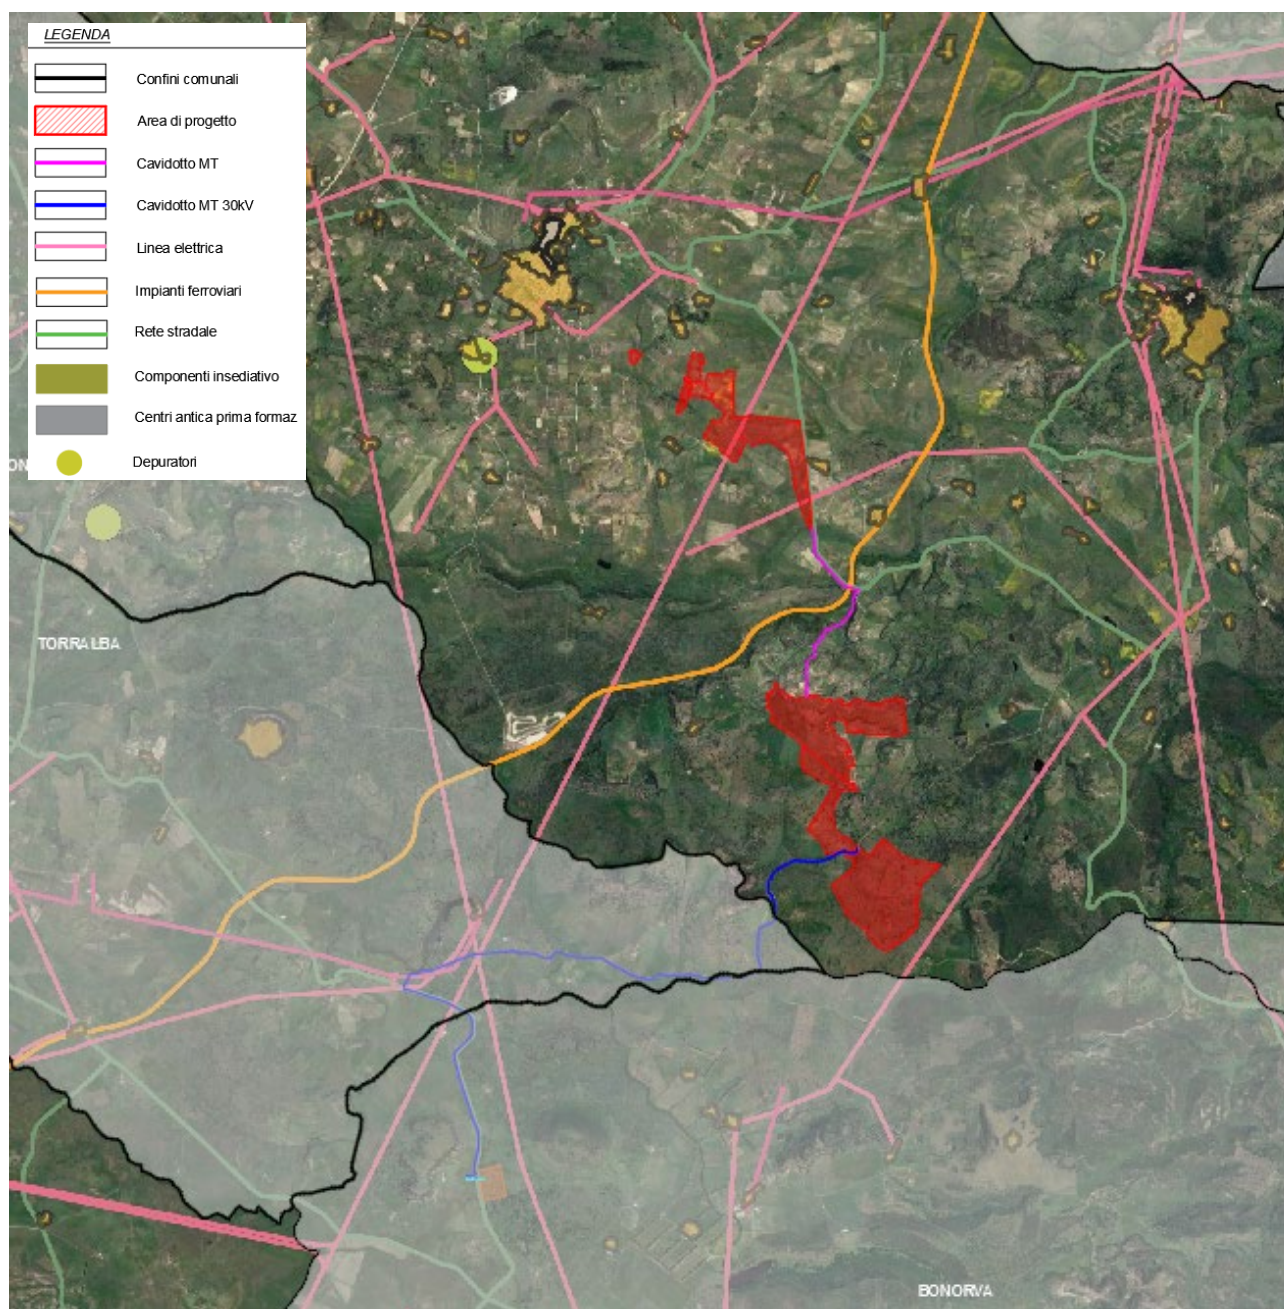 LEGENDA
Confini comunali
Area di progetto
Cavidotto MT
Cavidotto MT 30kV
Linea elettrica
Impianti ferroviari
Rete stradale
Componenti insediativo
Centri antica prima formaz
Depuratori
ON
TORRALBA
BONORVA